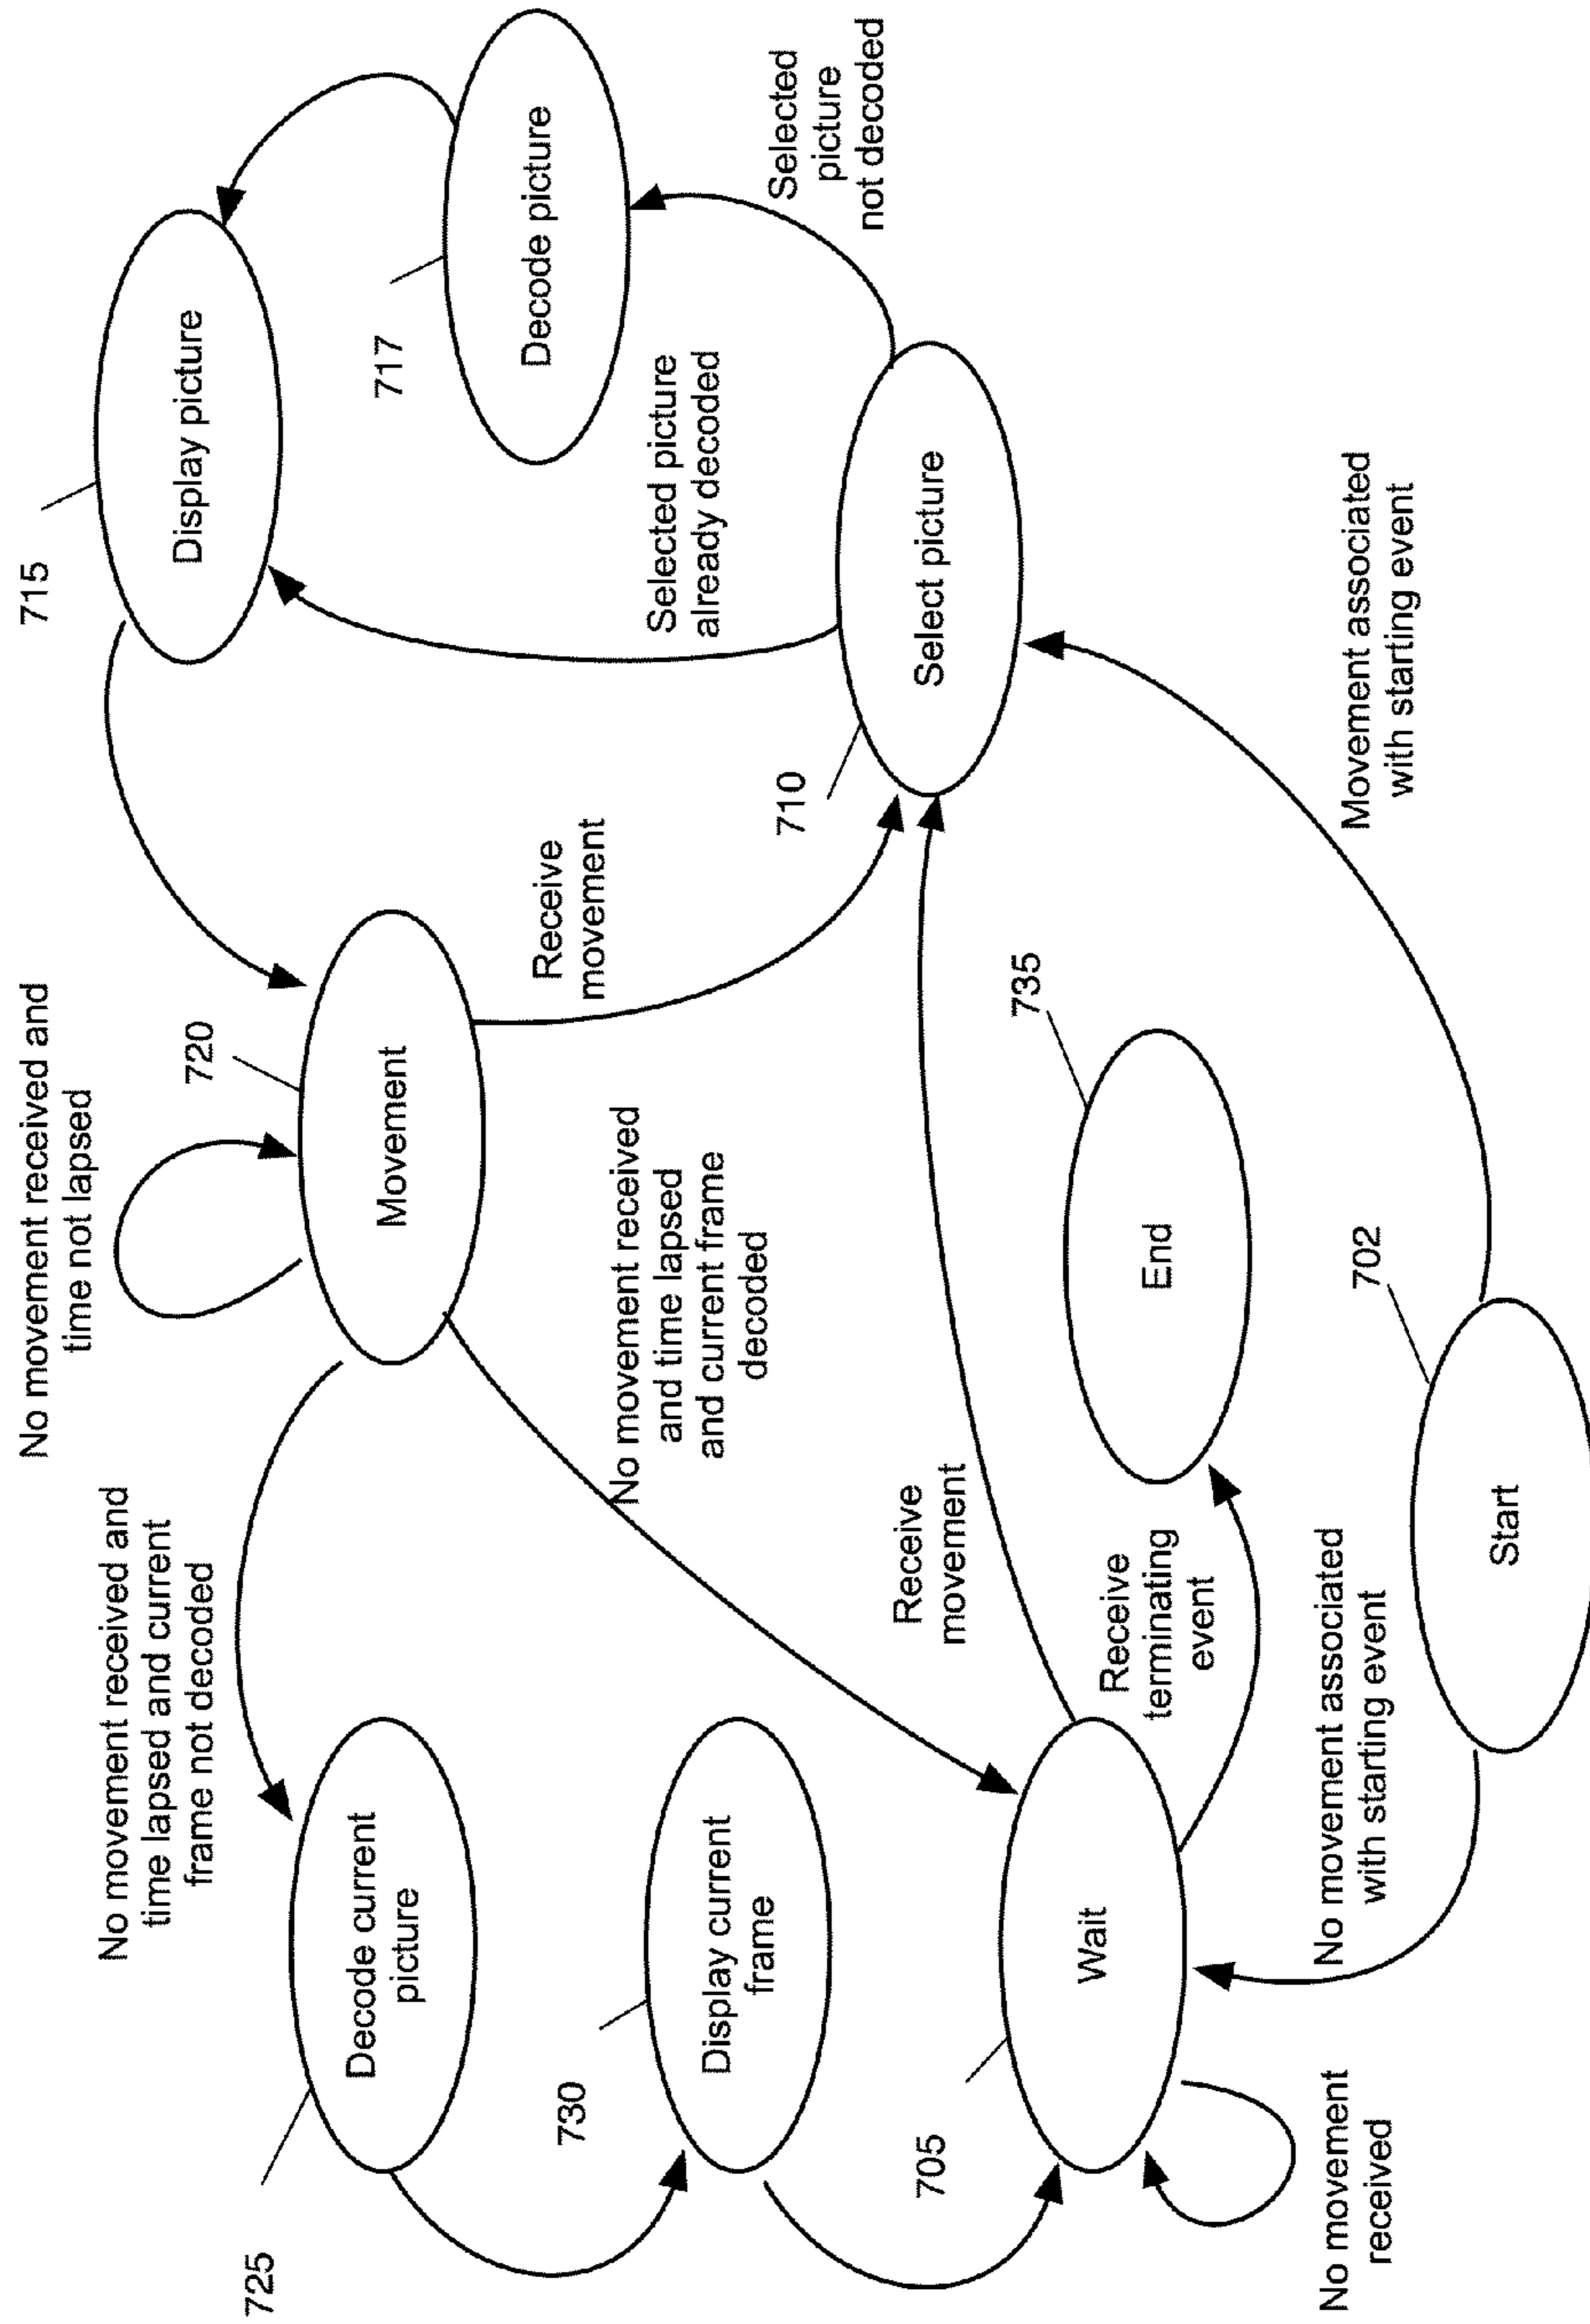 No movement received and
time lapsed and current
frame not decoded
No movement received and
time not lapsed
715
720
Display picture
725
Decode current
picture
Movement
717
Decode picture
Receive
movement
730
Display current
frame
No movement received
and time lapsed
and current frame
decoded
Selected picture
already decoded
Selected
picture
not decoded
710
Select picture
Receive
movement
705
Wait
735
End
Receive
terminating
event
No movement
received
No movement associated
with starting event
702
Start
Movement associated
with starting event